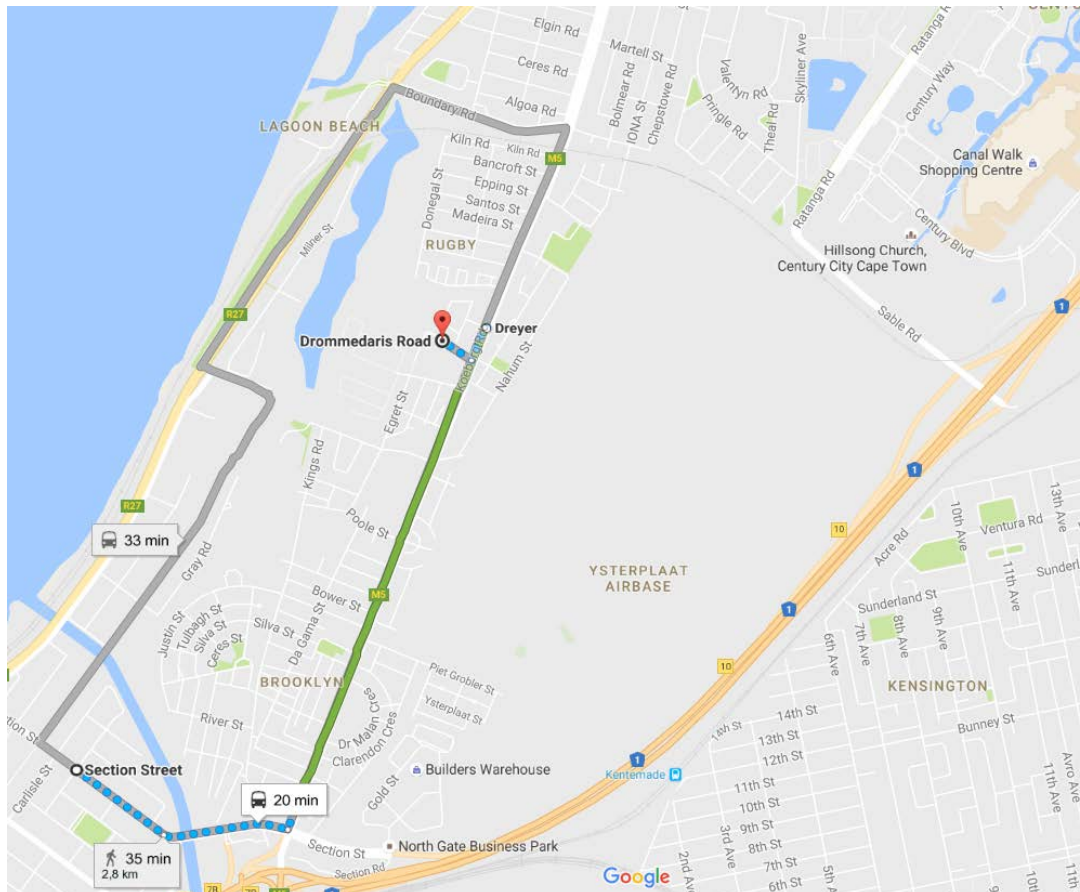 Elgin Rd
Martell St
Ceres Rd
Algoa Rd
Boundary Rd
LAGOON BEACH
Kiln Rd
Kiln Rd
M5
Bancroft St
Epping St
Santos St
Madeira St
Donegal St
RUGBY
Bolmear Rd
IONA St
Chepstowe Rd
Valentyn Rd
Pringle Rd
Theal Rd
Skyliner Ave
Ratanga Rd
Century Way
Canal Walk
Shopping Centre
Ratanga Rd
Century Blvd
Hillsong Church,
Century City Cape Town
Sable Rd
1
Milner St
R27
Drommedaris Road
Dreyer
Koeberg Rd
Nahum St
Egret St
Kings Rd
R27
33 min
Gray Rd
Poole St
M5
Bower St
YSTERPLAAT
AIRBASE
10
1
Acre Rd
10th Ave
13th Ave
Ventura Rd
11th Ave
Sunderl
Sunderland St
9th Ave
8th Ave
7th Ave
6th Ave
1
10
KENSINGTON
Bunney St
Justin St
Tulbagh St
Silva St
Ceres St
Silva St
Da Gama St
BROOKLYN
River St
Piet Grobler St
Ysterplaat St
Dr Malan Cres
Clarendon Cres
Gold St
Builders Warehouse
Kentemade
1
14th St
13th St
12th St
11th St
10th St
9th St
8th St
7th St
6th St
3rd Ave
2nd Ave
Avro Ave
11th Ave
10th Ave
Section Street
Carlisle St
20 min
35 min
2,8 km
Section St
Section Rd
North Gate Business Park
Google